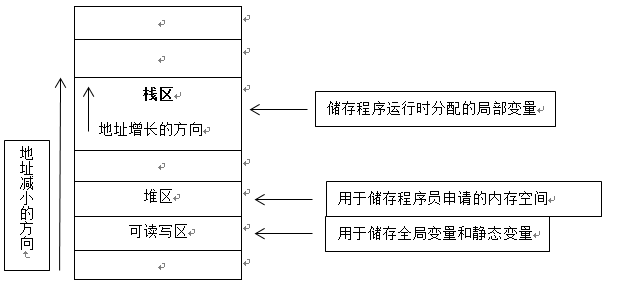 栈区
地址增长的方向
储存程序运行时分配的局部变量
地址减小的方向
堆区
用于储存程序员申请的内存空间
可读写区
用于储存全局变量和静态变量